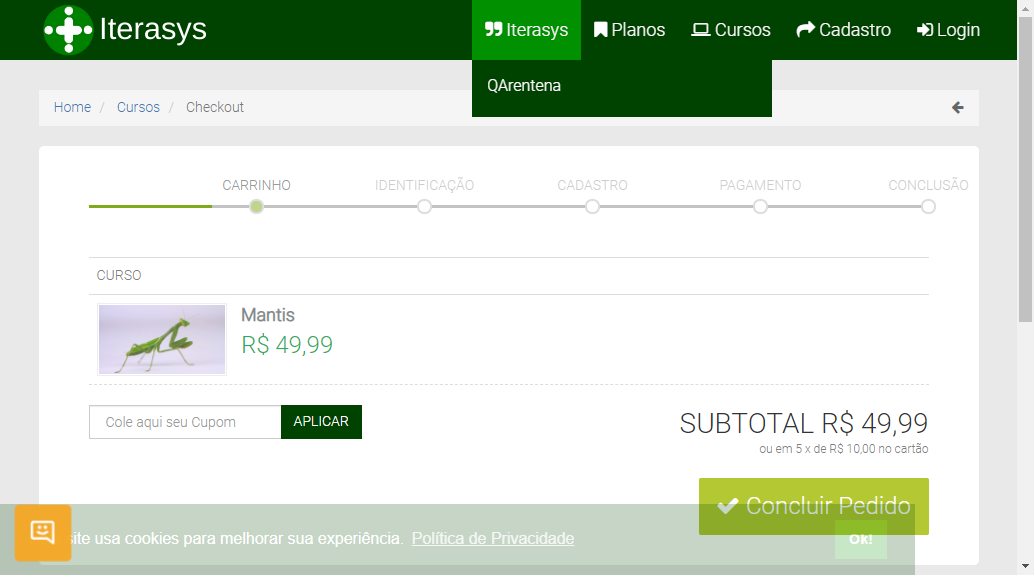 Iterasys
Iterasys Planos Cursos Cadastro Login
QArentena
Home / Cursos / Checkout
CARRINHO IDENTIFICAÇÃO CADASTRO PAGAMENTO CONCLUSÃO
CURSO
Mantis
R$ 49,99
Cole aqui seu Cupom APLICAR
SUBTOTAL R$ 49,99
ou em 5 x de R$ 10,00 no cartão
Concluir Pedido
site usa cookies para melhorar sua experiência. Política de Privacidade
Ok!